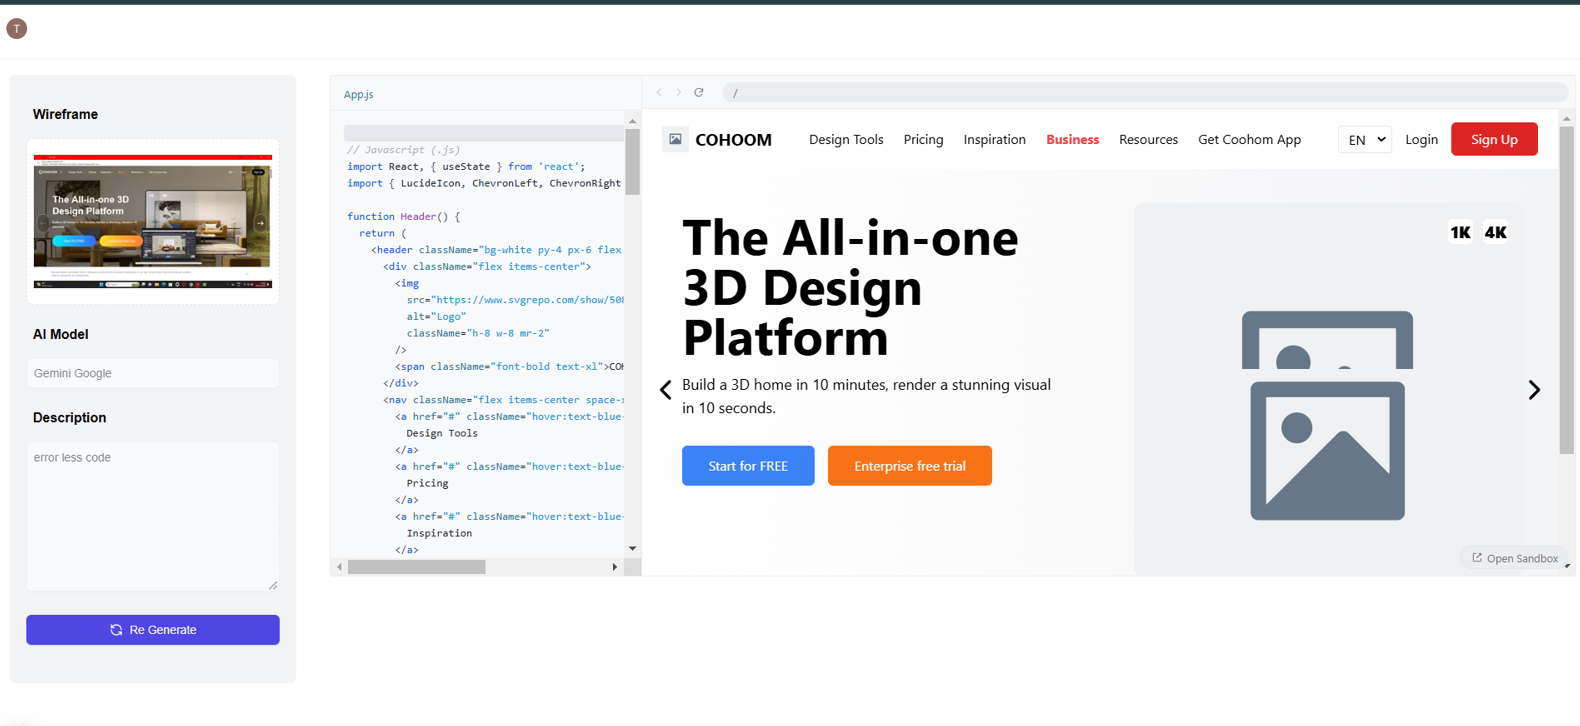 T
Wireframe
The All-in-one 3D
Design Platform
AI Model
Gemini Google
Description
error less code
Re Generate
App.js
// Javascript (.js)
import React, { useState } from 'react';
import { LucideIcon, ChevronLeft, ChevronRight
function Header() {
return (
<header className="bg-white py-4 px-6 flex
<div className="flex items-center">
<img
src="https://www.svgrepo.com/show/508
alt="Logo"
className="h-8 w-8 mr-2"
/>
<span className="font-bold text-xl">COH
</div>
<nav className="flex items-center space-x
<a href="#" className="hover:text-blue-
Design Tools
</a>
<a href="#" className="hover:text-blue-
Pricing
</a>
<a href="#" className="hover:text-blue-
Inspiration
</a>
/
COHOOM
Design Tools
Pricing
Inspiration
Business
Resources
Get Coohom App
EN
Login
Sign Up
The All-in-one
3D Design
Platform
Build a 3D home in 10 minutes, render a stunning visual
in 10 seconds.
Start for FREE
Enterprise free trial
1K
4K
Open Sandbox